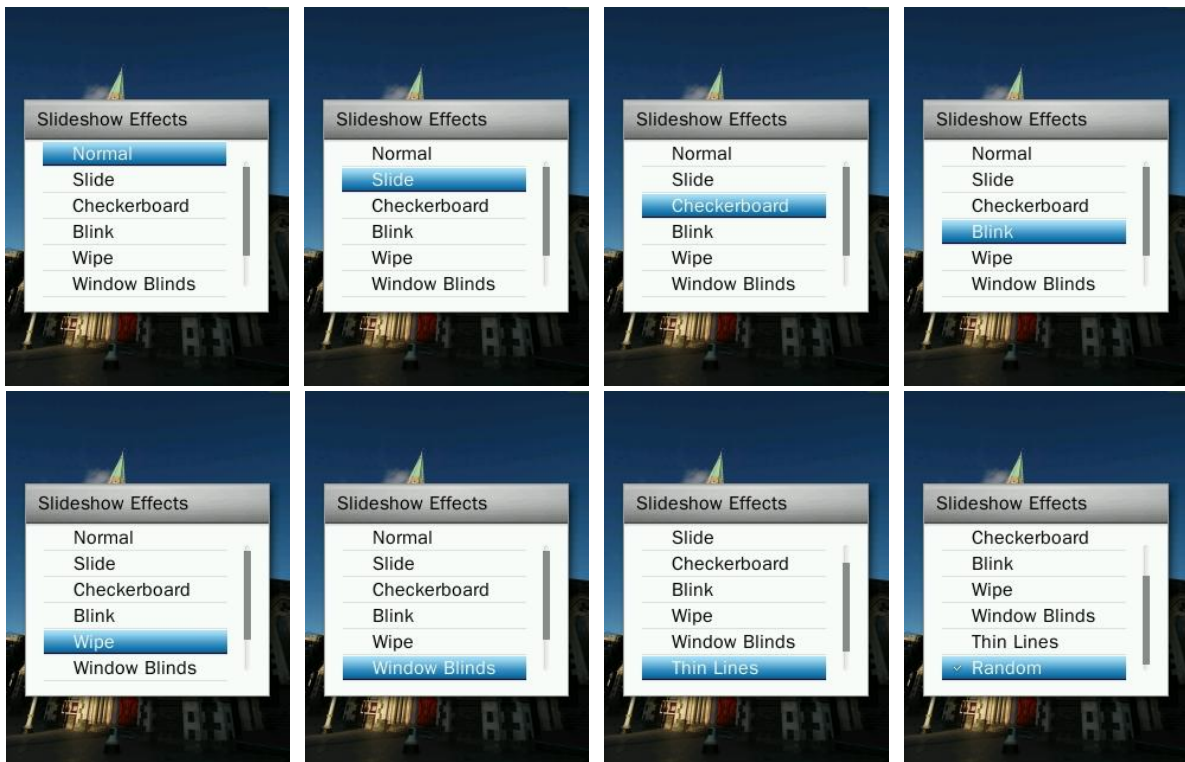 Slideshow Effects
Normal
Slide
Checkerboard
Blink
Wipe
Window Blinds
Slideshow Effects
Normal
Slide
Checkerboard
Blink
Wipe
Window Blinds
Slideshow Effects
Normal
Slide
Checkerboard
Blink
Wipe
Window Blinds
Slideshow Effects
Normal
Slide
Checkerboard
Blink
Wipe
Window Blinds
Slideshow Effects
Normal
Slide
Checkerboard
Blink
Wipe
Window Blinds
Slideshow Effects
Normal
Slide
Checkerboard
Blink
Wipe
Window Blinds
Slideshow Effects
Slide
Checkerboard
Blink
Wipe
Window Blinds
Thin Lines
Slideshow Effects
Checkerboard
Blink
Wipe
Window Blinds
Thin Lines
Random